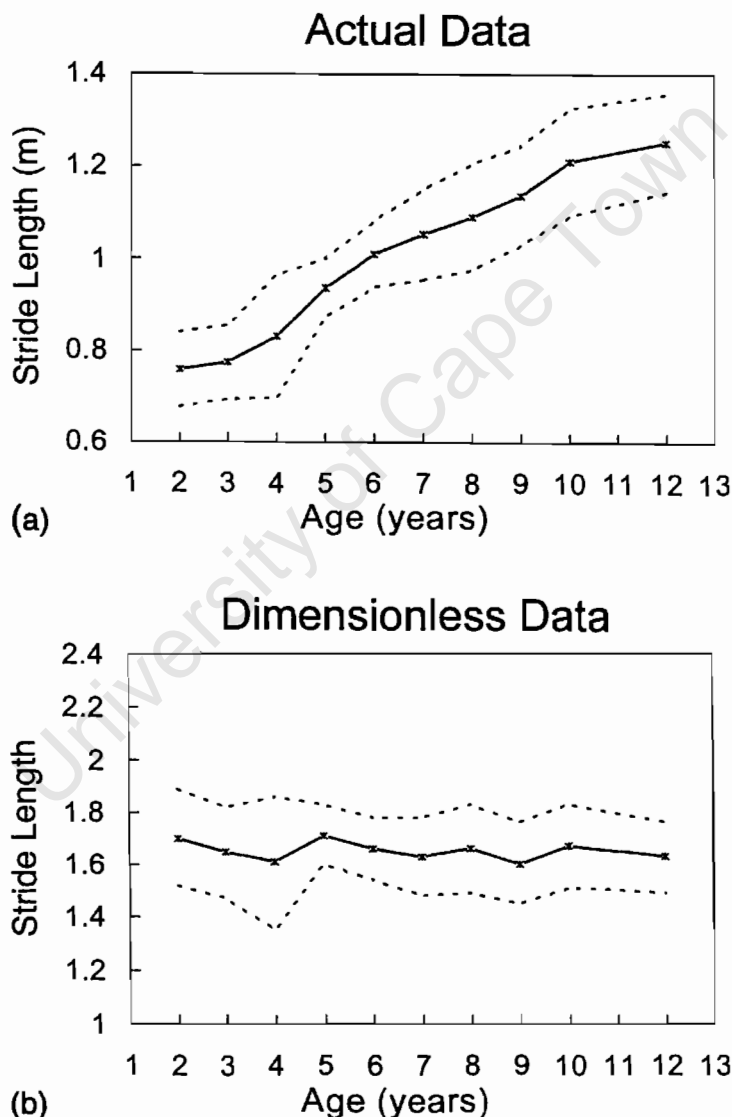 Actual Data
1.4
1.2
1
0.8
0.6
Stride Length (m)
1 2 3 4 5 6 7 8 9 10 11 12 13
(a)
Age (years)
Dimensionless Data
2.4
2.2
2
1.8
1.6
1.4
1.2
1
Stride Length
1 2 3 4 5 6 7 8 9 10 11 12 13
(b)
Age (years)
University of Cape Town